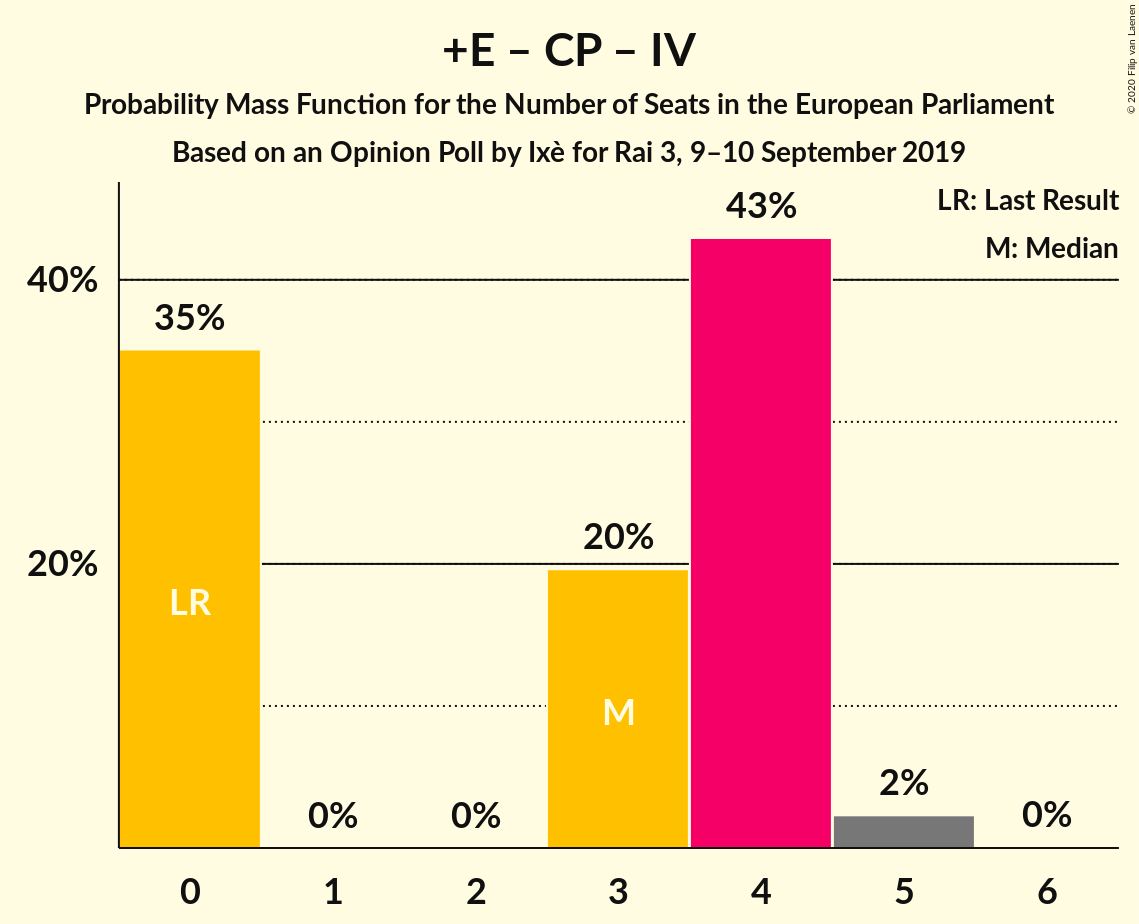 +E – CP – IV
Probability Mass Function for the Number of Seats in the European Parliament
Based on an Opinion Poll by Ixè for Rai 3, 9–10 September 2019
© 2020 Filip van Laenen
LR: Last Result
M: Median
43%
40%
35%
20%
20%
LR
M
2%
0%
0%
0%
0 1 2 3 4 5 6